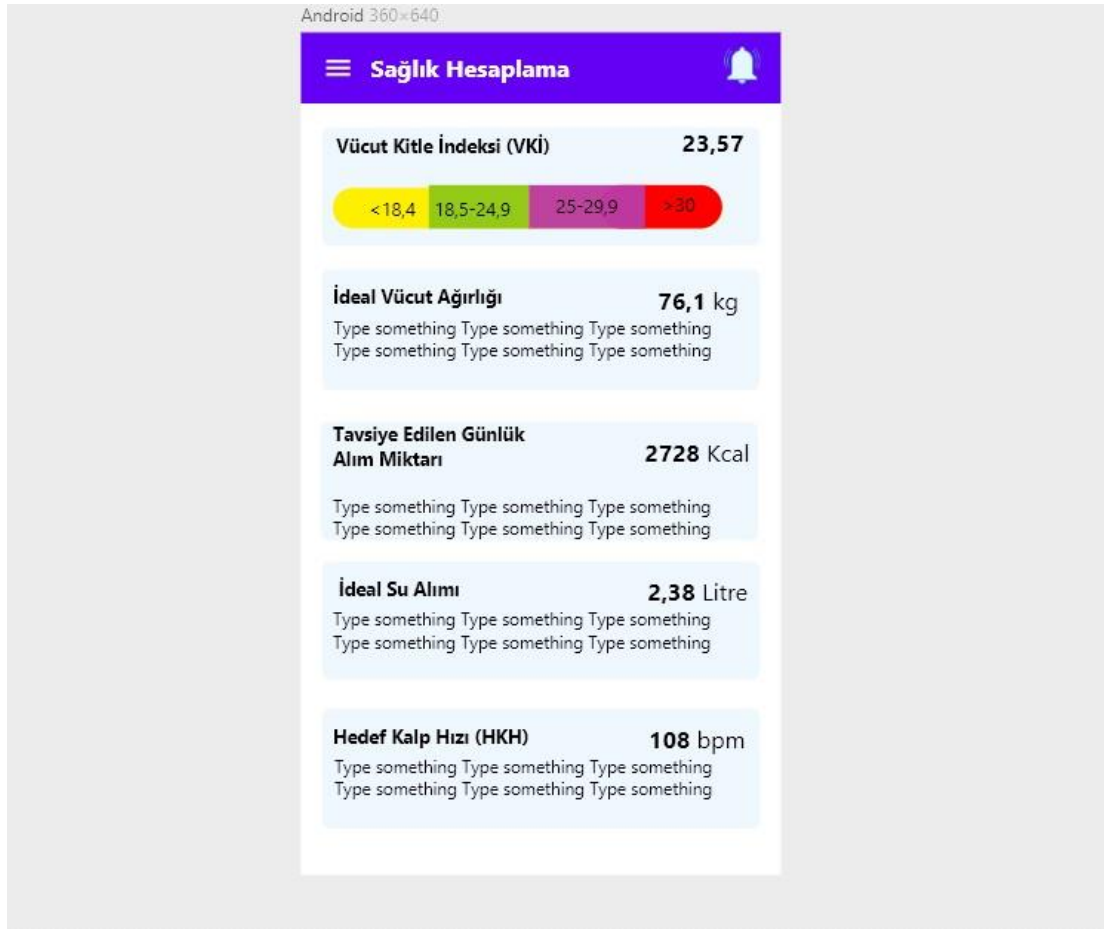 Android 360×640
Sağlık Hesaplama
Vücut Kitle İndeksi (VKİ) 23,57
<18,4 18,5-24,9 25-29,9 >30
İdeal Vücut Ağırlığı 76,1 kg
Type something Type something Type something
Type something Type something Type something
Tavsiye Edilen Günlük
Alım Miktarı 2728 Kcal
Type something Type something Type something
Type something Type something Type something
İdeal Su Alımı 2,38 Litre
Type something Type something Type something
Type something Type something Type something
Hedef Kalp Hızı (HKH) 108 bpm
Type something Type something Type something
Type something Type something Type something